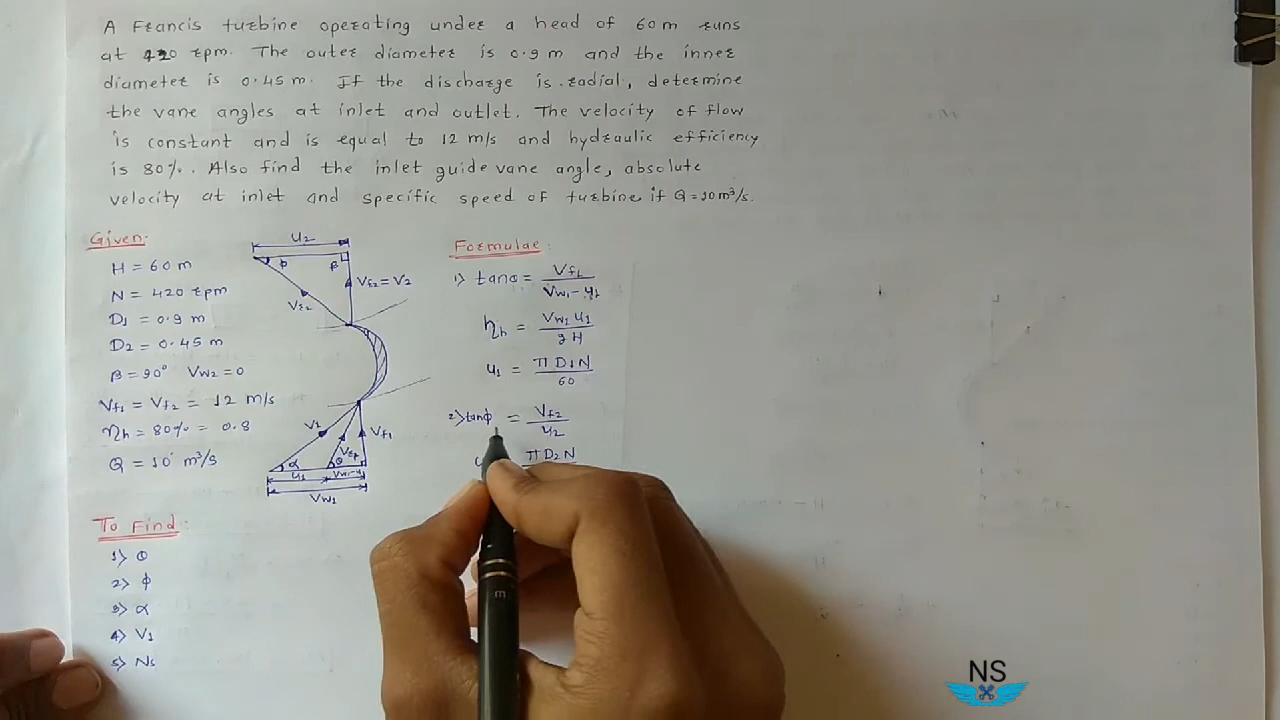 A Francis turbine operating under a head of 60 m runs
at 420 rpm. The outer diameter is 0.9 m and the inner
diameter is 0.45 m. If the discharge is radial, determine
the vane angles at inlet and outlet. The velocity of flow
is constant and is equal to 12 m/s and hydraulic efficiency
is 80%. Also find the inlet guide vane angle, absolute
velocity at inlet and specific speed of turbine if Q = 10 m³/s.
Given:
H = 60 m
N = 420 rpm
D1 = 0.9 m
D2 = 0.45 m
β = 90° Vw2 = 0
Vf1 = Vf2 = 12 m/s
ηh = 80% = 0.8
Q = 10 m³/s
u2
φ
β
Vf2 = V2
Vr2
V1
Vf1
Vr1
α
θ
u1
Vw1 - u1
Vw1
To Find:
1) θ
2) φ
3) α
4) V1
5) Ns
Formulae:
1) tanθ = Vf1 / Vw1 - u1
ηh = Vw1 u1 / gH
u1 = π D1 N / 60
2) tanφ = Vf2 / u2
π D2 N
m
NS